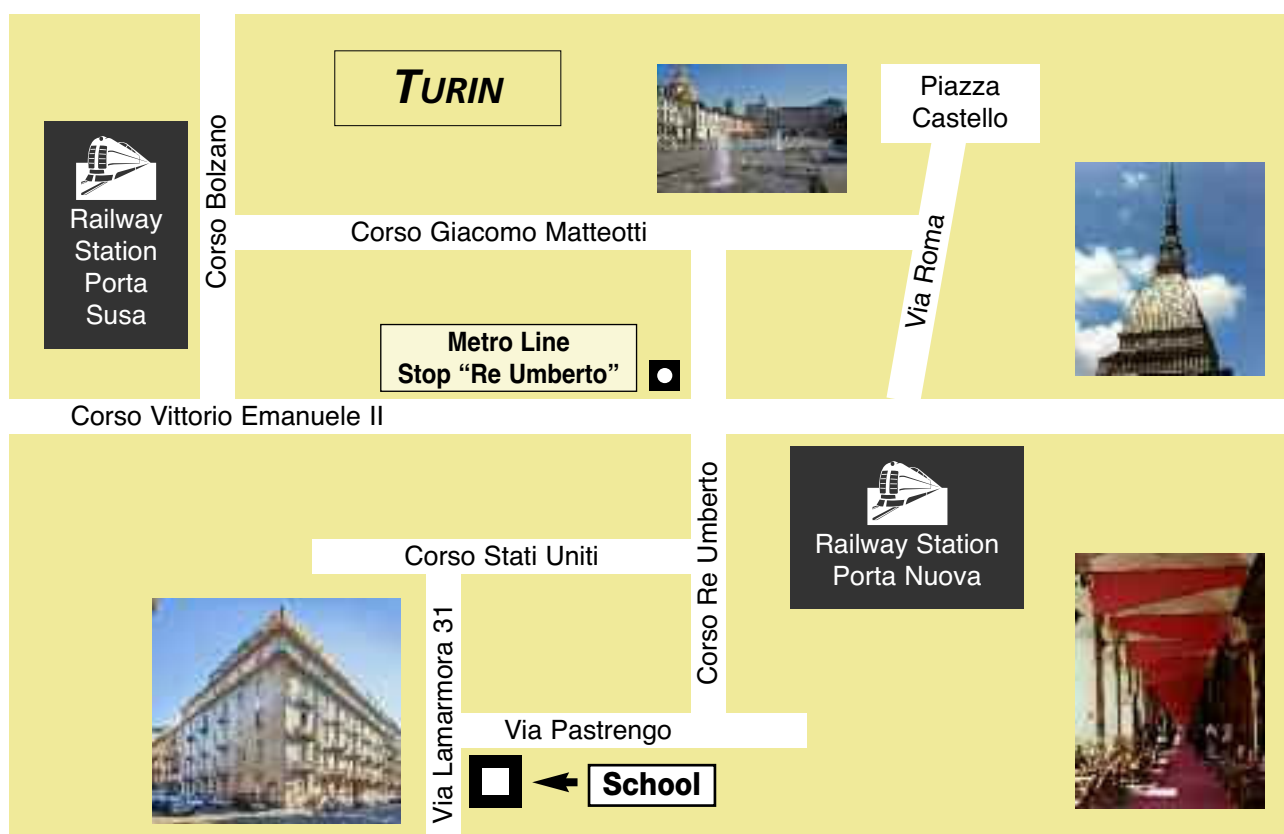 TURIN
Piazza
Castello
Corso Bolzano
Railway
Station
Porta
Susa
Corso Giacomo Matteotti
Via Roma
Metro Line
Stop “Re Umberto”
Corso Vittorio Emanuele II
Corso Re Umberto
Railway Station
Porta Nuova
Corso Stati Uniti
Via Lamarmora 31
Via Pastrengo
School